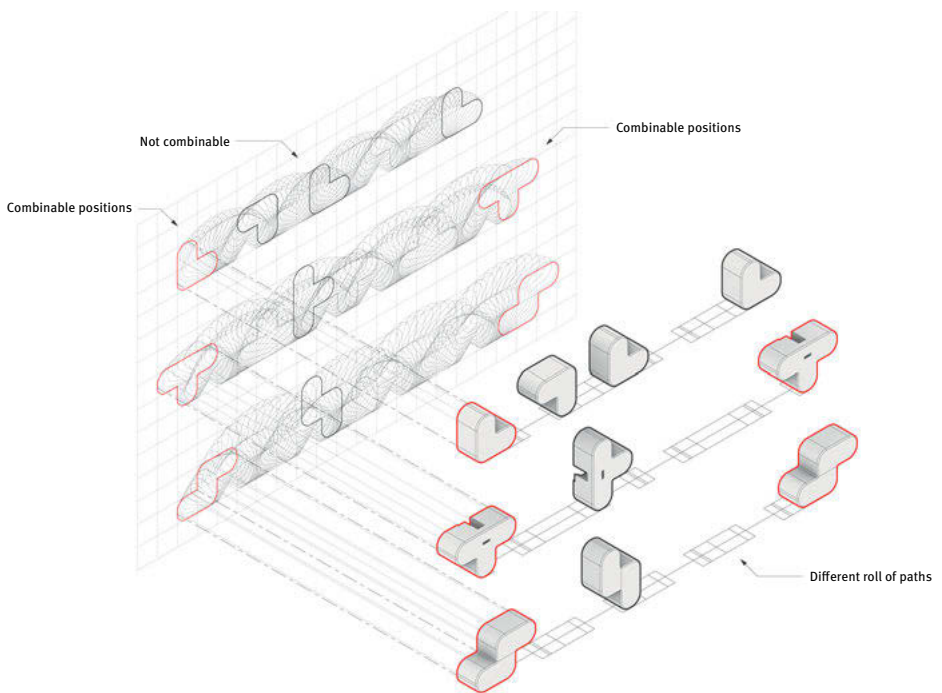 Combinable positions
Not combinable
Combinable positions
Different roll of paths